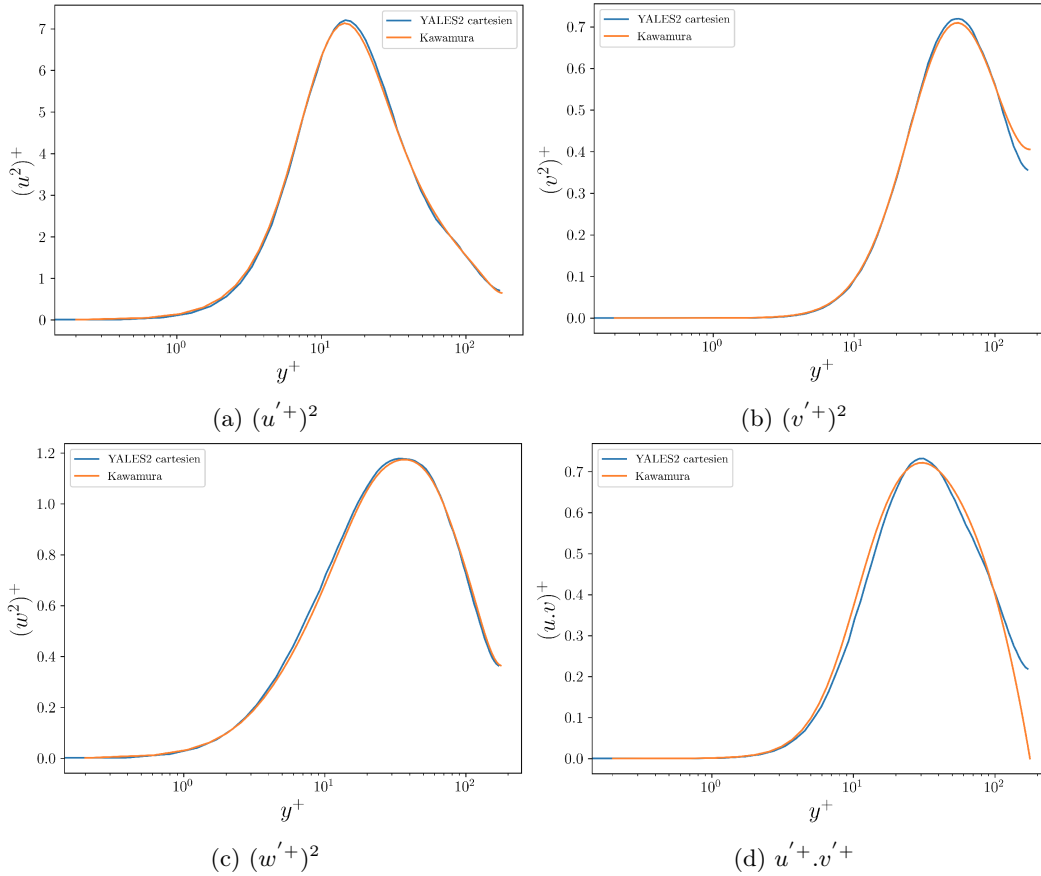 YALES2 cartesien
Kawamura
7
6
5
4
3
2
1
0
(u²)⁺
10⁰ 10¹ 10²
y⁺
(a) (u'⁺)²
YALES2 cartesien
Kawamura
0.7
0.6
0.5
0.4
0.3
0.2
0.1
0.0
(v²)⁺
10⁰ 10¹ 10²
y⁺
(b) (v'⁺)²
YALES2 cartesien
Kawamura
1.2
1.0
0.8
0.6
0.4
0.2
0.0
(w²)⁺
10⁰ 10¹ 10²
y⁺
(c) (w'⁺)²
YALES2 cartesien
Kawamura
0.7
0.6
0.5
0.4
0.3
0.2
0.1
0.0
(u.v)⁺
10⁰ 10¹ 10²
y⁺
(d) u'⁺.v'⁺